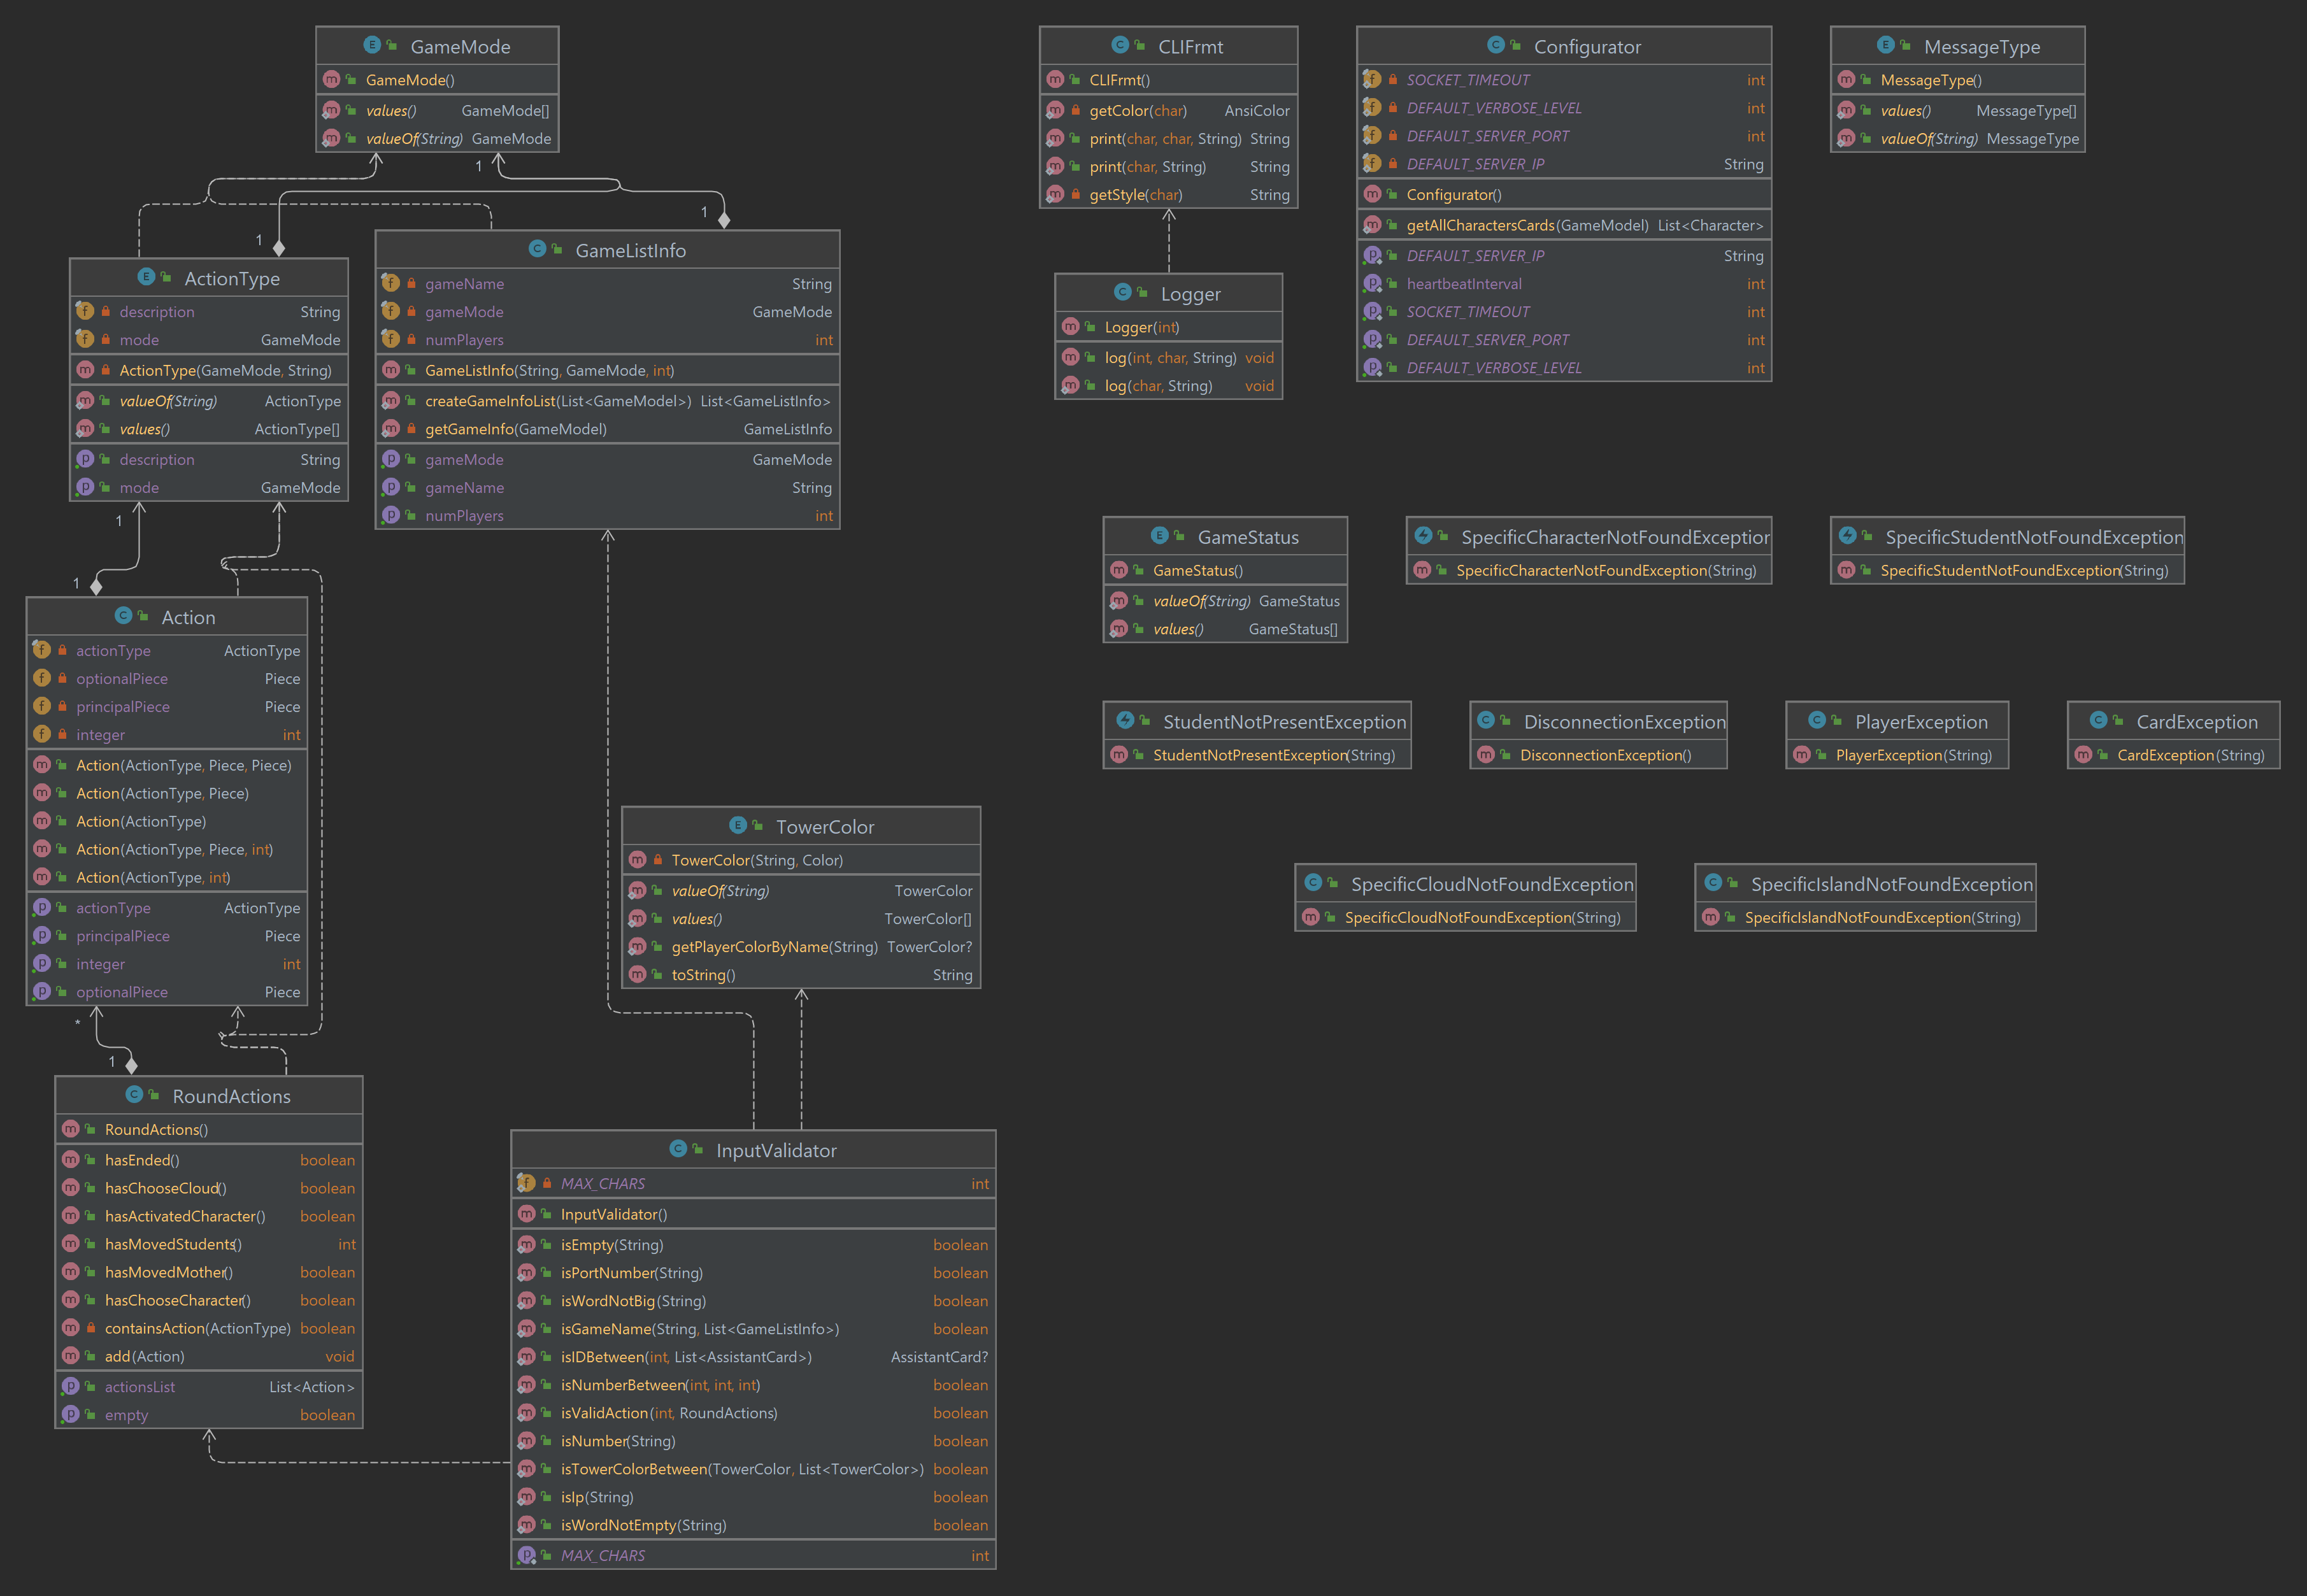 GameMode
GameMode()
values() GameMode[]
valueOf(String) GameMode
1
1
1
ActionType
description String
mode GameMode
ActionType(GameMode, String)
valueOf(String) ActionType
values() ActionType[]
description String
mode GameMode
GameListInfo
gameName String
gameMode GameMode
numPlayers int
GameListInfo(String, GameMode, int)
createGameInfoList(List<GameModel>) List<GameListInfo>
getGameInfo(GameModel) GameListInfo
gameMode GameMode
gameName String
numPlayers int
1
1
Action
actionType ActionType
optionalPiece Piece
principalPiece Piece
integer int
Action(ActionType, Piece, Piece)
Action(ActionType, Piece)
Action(ActionType)
Action(ActionType, Piece, int)
Action(ActionType, int)
actionType ActionType
principalPiece Piece
integer int
optionalPiece Piece
*
1
RoundActions
RoundActions()
hasEnded() boolean
hasChooseCloud() boolean
hasActivatedCharacter() boolean
hasMovedStudents() int
hasMovedMother() boolean
hasChooseCharacter() boolean
containsAction(ActionType) boolean
add(Action) void
actionsList List<Action>
empty boolean
TowerColor
TowerColor(String, Color)
valueOf(String) TowerColor
values() TowerColor[]
getPlayerColorByName(String) TowerColor?
toString() String
InputValidator
MAX_CHARS int
InputValidator()
isEmpty(String) boolean
isPortNumber(String) boolean
isWordNotBig(String) boolean
isGameName(String, List<GameListInfo>) boolean
isIDBetween(int, List<AssistantCard>) AssistantCard?
isNumberBetween(int, int, int) boolean
isValidAction(int, RoundActions) boolean
isNumber(String) boolean
isTowerColorBetween(TowerColor, List<TowerColor>) boolean
isIp(String) boolean
isWordNotEmpty(String) boolean
MAX_CHARS int
CLIFrmt
CLIFrmt()
getColor(char) AnsiColor
print(char, char, String) String
print(char, String) String
getStyle(char) String
Logger
Logger(int)
log(int, char, String) void
log(char, String) void
Configurator
SOCKET_TIMEOUT int
DEFAULT_VERBOSE_LEVEL int
DEFAULT_SERVER_PORT int
DEFAULT_SERVER_IP String
Configurator()
getAllCharactersCards(GameModel) List<Character>
DEFAULT_SERVER_IP String
heartbeatInterval int
SOCKET_TIMEOUT int
DEFAULT_SERVER_PORT int
DEFAULT_VERBOSE_LEVEL int
MessageType
MessageType()
values() MessageType[]
valueOf(String) MessageType
GameStatus
GameStatus()
valueOf(String) GameStatus
values() GameStatus[]
SpecificCharacterNotFoundException
SpecificCharacterNotFoundException(String)
SpecificStudentNotFoundException
SpecificStudentNotFoundException(String)
StudentNotPresentException
StudentNotPresentException(String)
DisconnectionException
DisconnectionException()
PlayerException
PlayerException(String)
CardException
CardException(String)
SpecificCloudNotFoundException
SpecificCloudNotFoundException(String)
SpecificIslandNotFoundException
SpecificIslandNotFoundException(String)